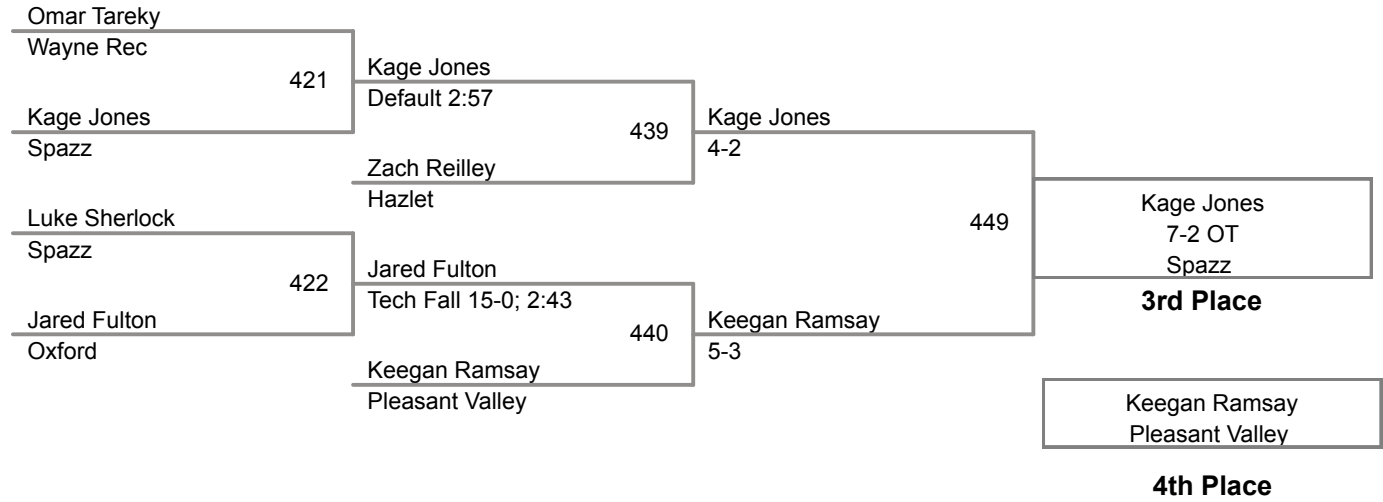 Omar Tareky
Wayne Rec
421
Kage Jones
Spazz
Luke Sherlock
Spazz
422
Jared Fulton
Oxford
Kage Jones
Default 2:57
439
Zach Reilley
Hazlet
Jared Fulton
Tech Fall 15-0; 2:43
440
Keegan Ramsay
Pleasant Valley
Kage Jones
4-2
449
Keegan Ramsay
5-3
Kage Jones
7-2 OT
Spazz
3rd Place
Keegan Ramsay
Pleasant Valley
4th Place